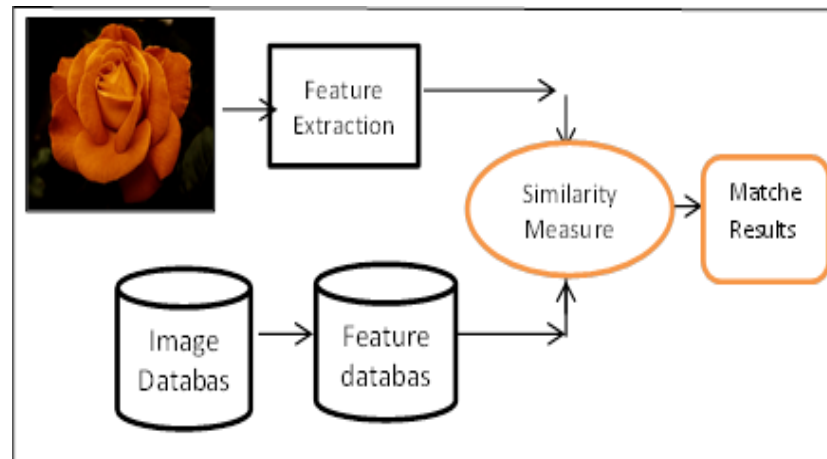 Feature
Extraction
Similarity
Measure
Matche
Results
Image
Databas
Feature
databas